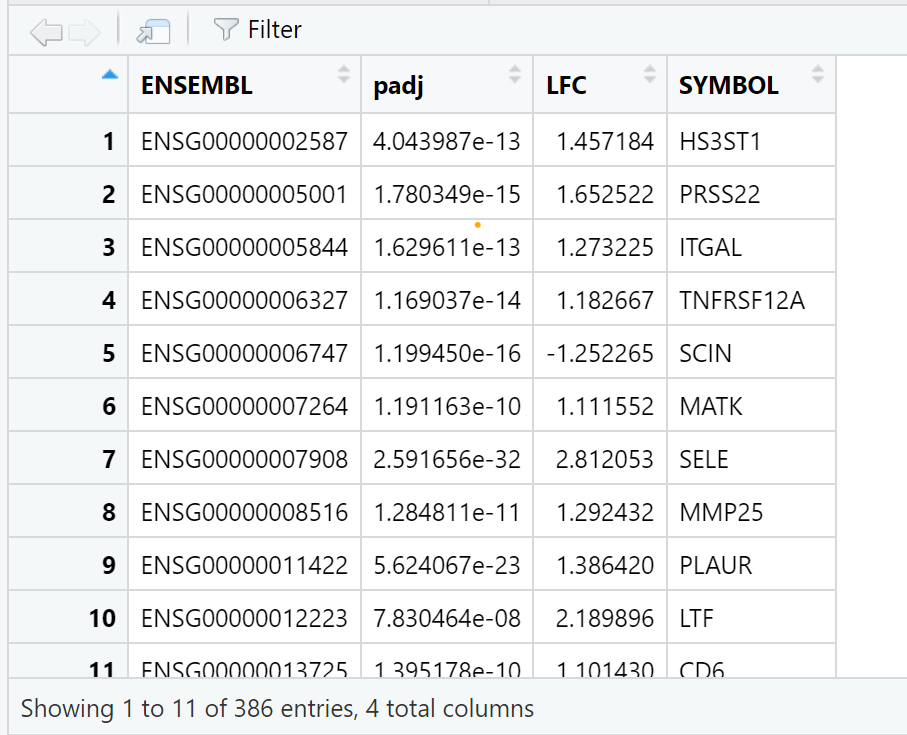 Filter
ENSEMBL padj LFC SYMBOL
1 ENSG00000002587 4.043987e-13 1.457184 HS3ST1
2 ENSG00000005001 1.780349e-15 1.652522 PRSS22
3 ENSG00000005844 1.629611e-13 1.273225 ITGAL
4 ENSG00000006327 1.169037e-14 1.182667 TNFRSF12A
5 ENSG00000006747 1.199450e-16 -1.252265 SCIN
6 ENSG00000007264 1.191163e-10 1.111552 MATK
7 ENSG00000007908 2.591656e-32 2.812053 SELE
8 ENSG00000008516 1.284811e-11 1.292432 MMP25
9 ENSG00000011422 5.624067e-23 1.386420 PLAUR
10 ENSG00000012223 7.830464e-08 2.189896 LTF
11 ENSG00000013725 1.395178e-10 1.101430 CD6
Showing 1 to 11 of 386 entries, 4 total columns